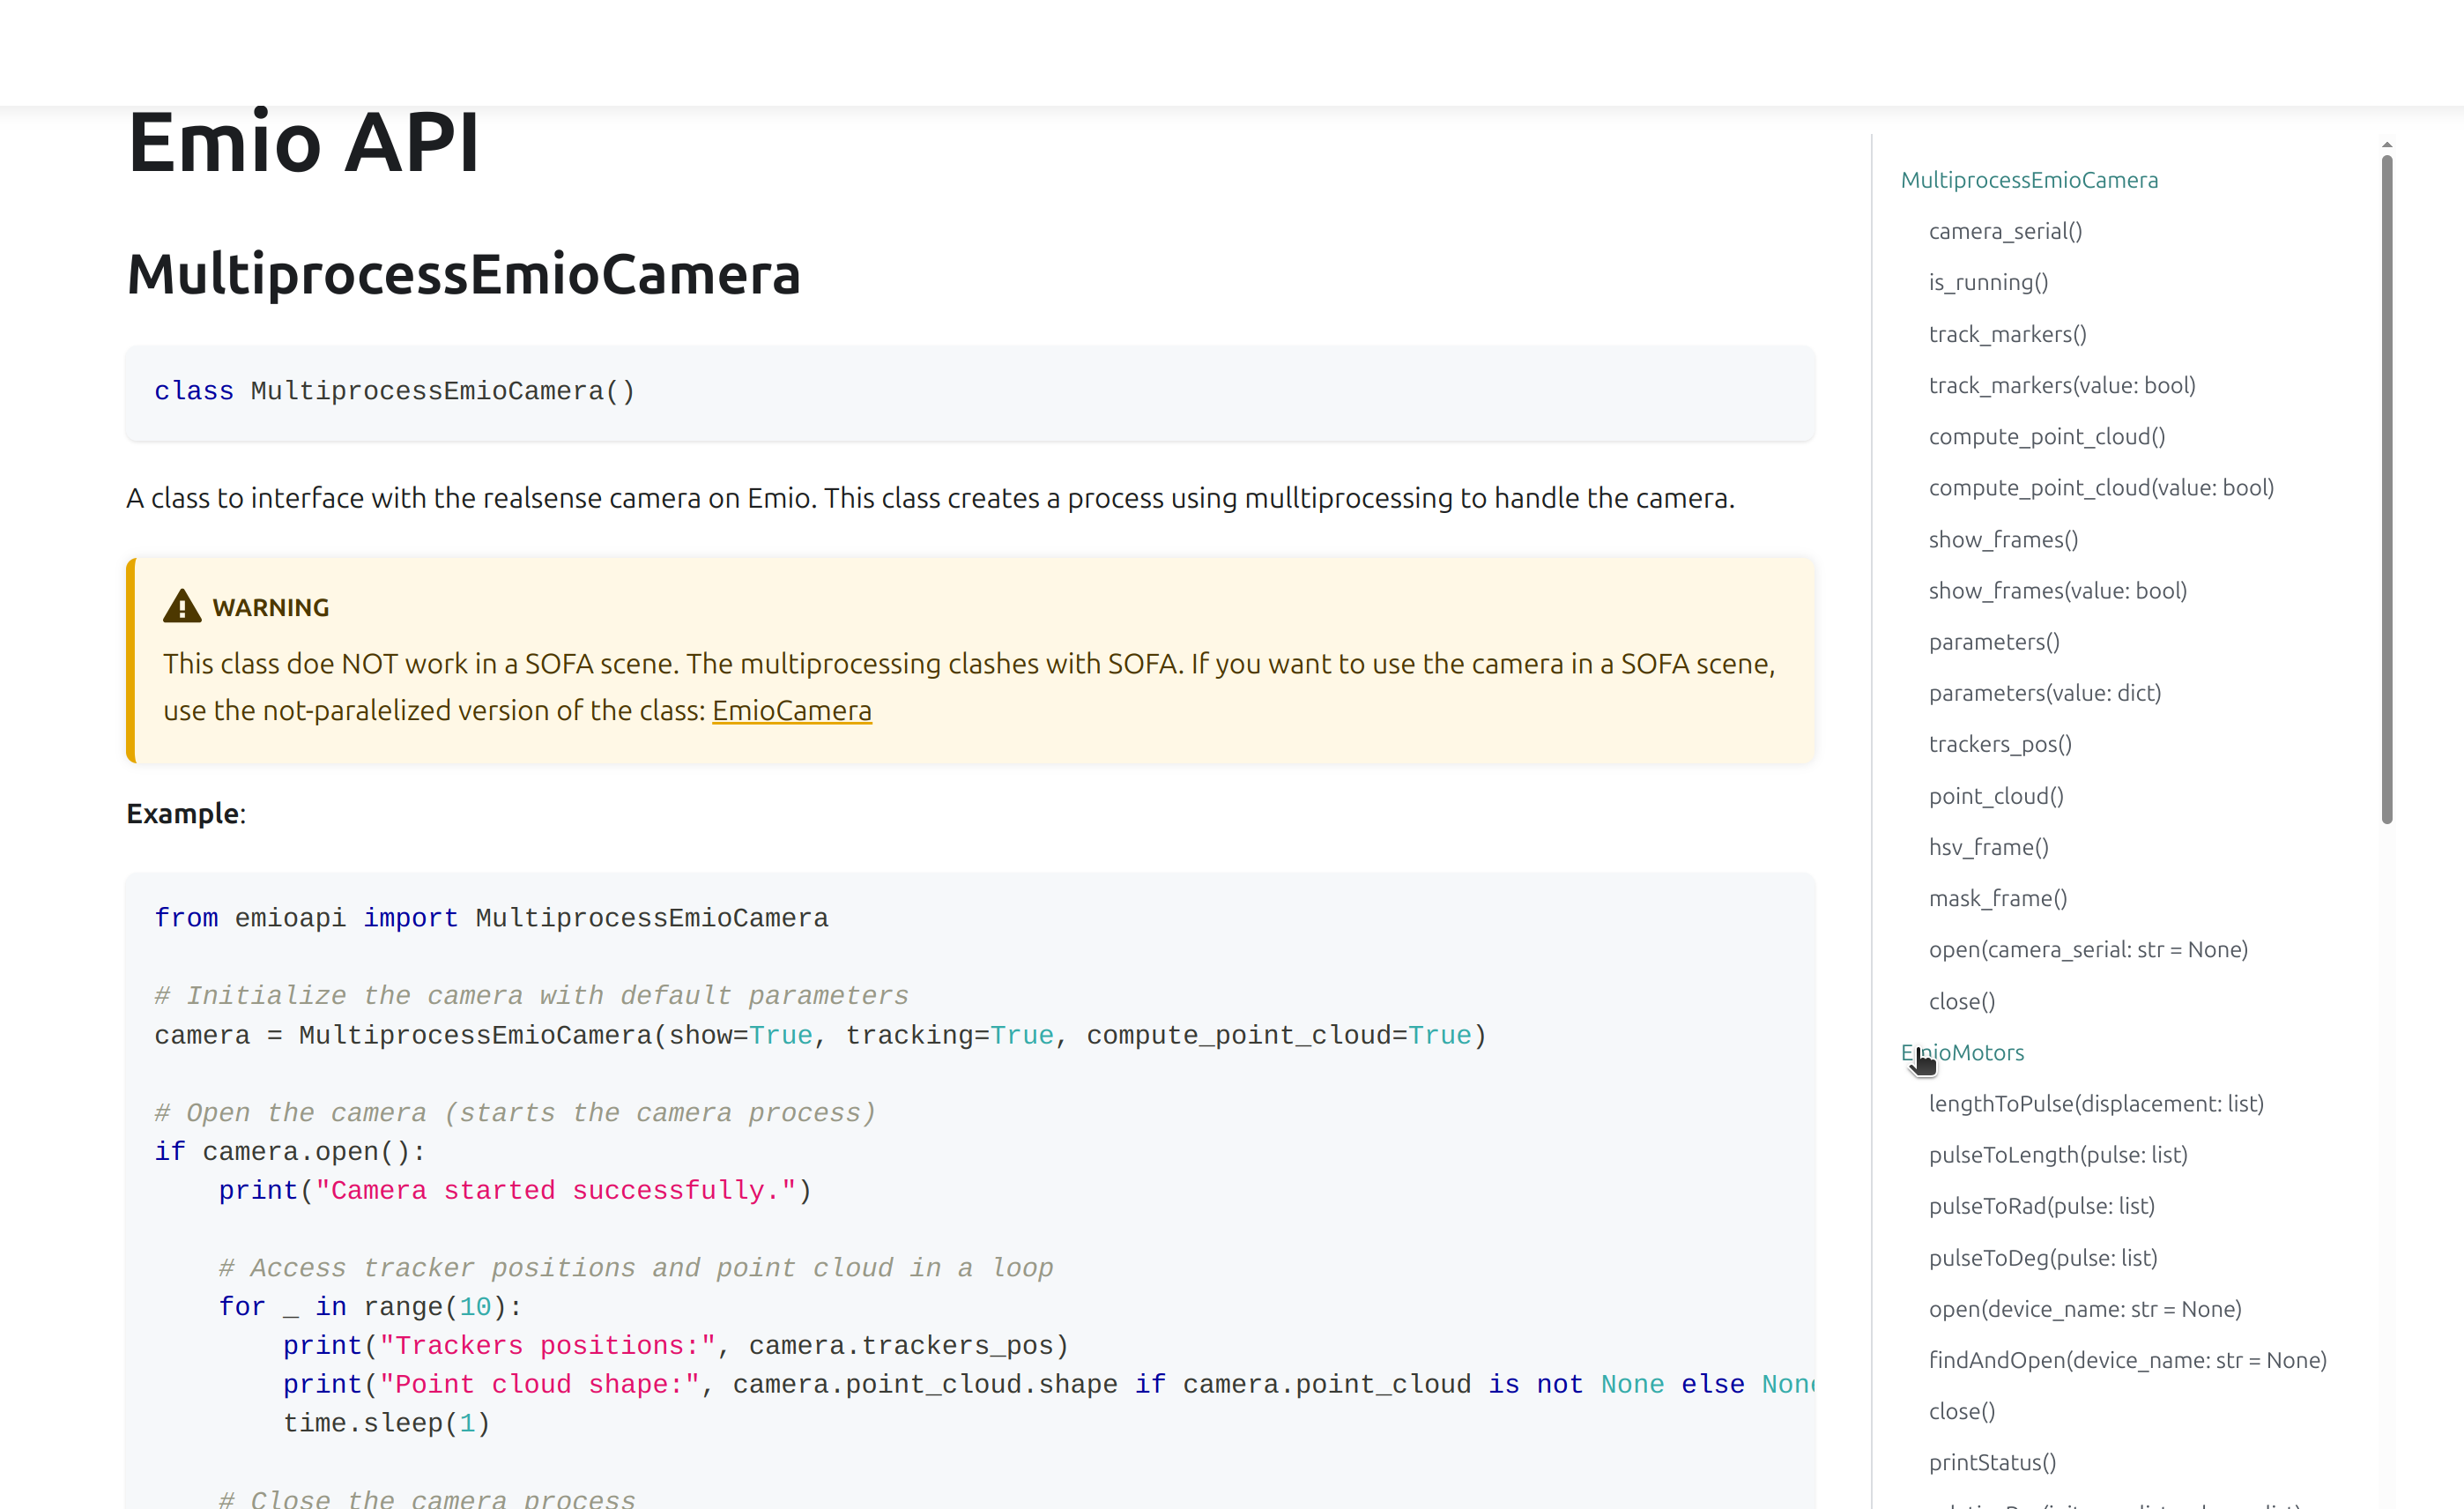 Emio API
MultiprocessEmioCamera
class MultiprocessEmioCamera()
A class to interface with the realsense camera on Emio. This class creates a process using mulltiprocessing to handle the camera.
WARNING
This class doe NOT work in a SOFA scene. The multiprocessing clashes with SOFA. If you want to use the camera in a SOFA scene,
use the not-paralelized version of the class: EmioCamera
Example:
from emioapi import MultiprocessEmioCamera
# Initialize the camera with default parameters
camera = MultiprocessEmioCamera(show=True, tracking=True, compute_point_cloud=True)
# Open the camera (starts the camera process)
if camera.open():
    print("Camera started successfully.")
    # Access tracker positions and point cloud in a loop
    for _ in range(10):
        print("Trackers positions:", camera.trackers_pos)
        print("Point cloud shape:", camera.point_cloud.shape if camera.point_cloud is not None else None
        time.sleep(1)
    # Close the camera process
MultiprocessEmioCamera
camera_serial()
is_running()
track_markers()
track_markers(value: bool)
compute_point_cloud()
compute_point_cloud(value: bool)
show_frames()
show_frames(value: bool)
parameters()
parameters(value: dict)
trackers_pos()
point_cloud()
hsv_frame()
mask_frame()
open(camera_serial: str = None)
close()
EmioMotors
lengthToPulse(displacement: list)
pulseToLength(pulse: list)
pulseToRad(pulse: list)
pulseToDeg(pulse: list)
open(device_name: str = None)
findAndOpen(device_name: str = None)
close()
printStatus()